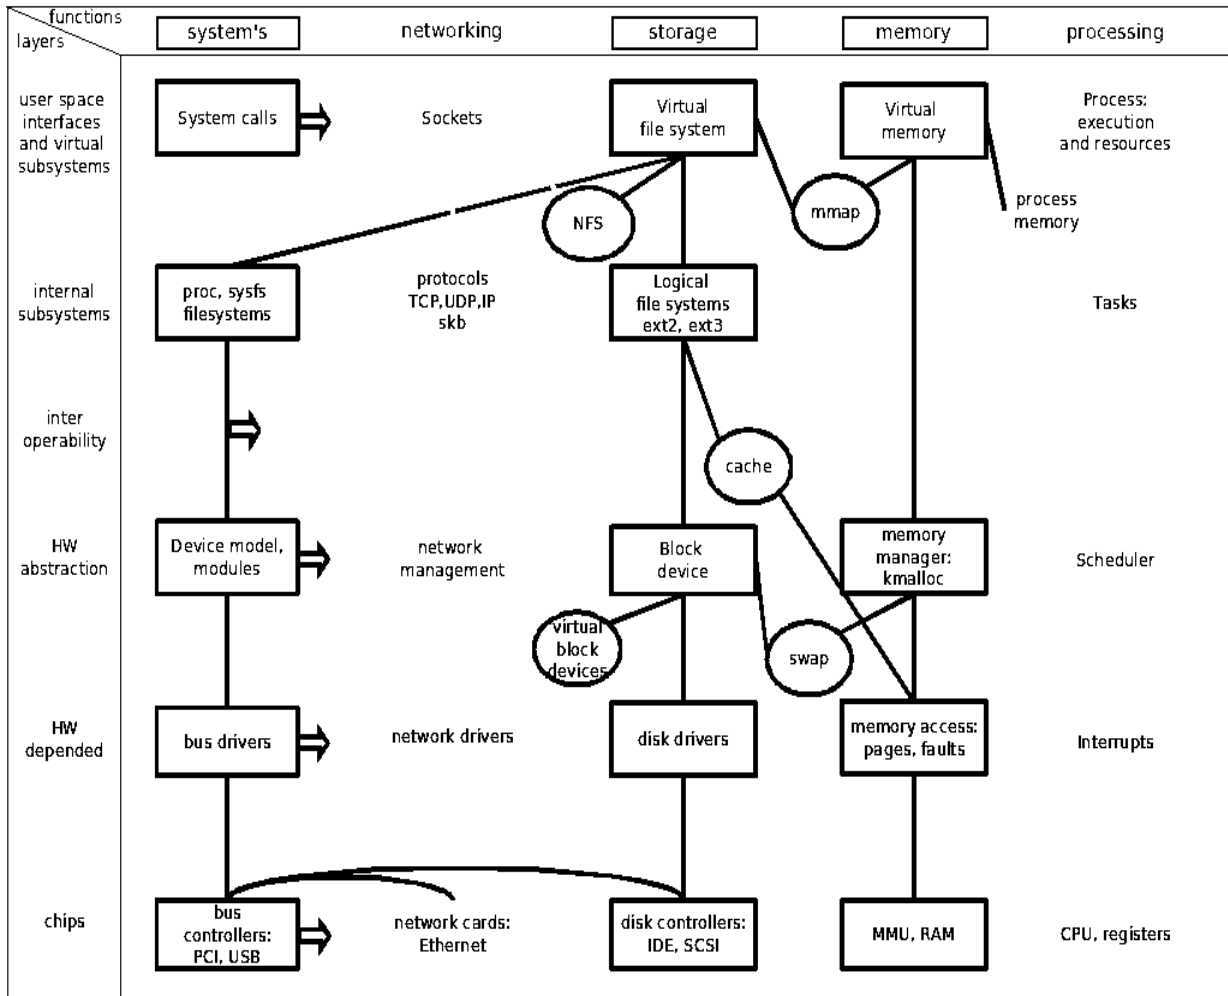 functions
layers
system's
networking
storage
memory
processing
user space
interfaces
and virtual
subsystems
System calls
Sockets
Virtual
file system
Virtual
memory
Process:
execution
and resources
NFS
mmap
process
memory
internal
subsystems
proc, sysfs
filesystems
protocols
TCP,UDP,IP
skb
Logical
file systems
ext2, ext3
Tasks
inter
operability
cache
HW
abstraction
Device model,
modules
network
management
Block
device
memory
manager:
kmalloc
Scheduler
virtual
block
devices
swap
HW
depended
bus drivers
network drivers
disk drivers
memory access:
pages, faults
Interrupts
chips
bus
controllers:
PCI, USB
network cards:
Ethernet
disk controllers:
IDE, SCSI
MMU, RAM
CPU, registers